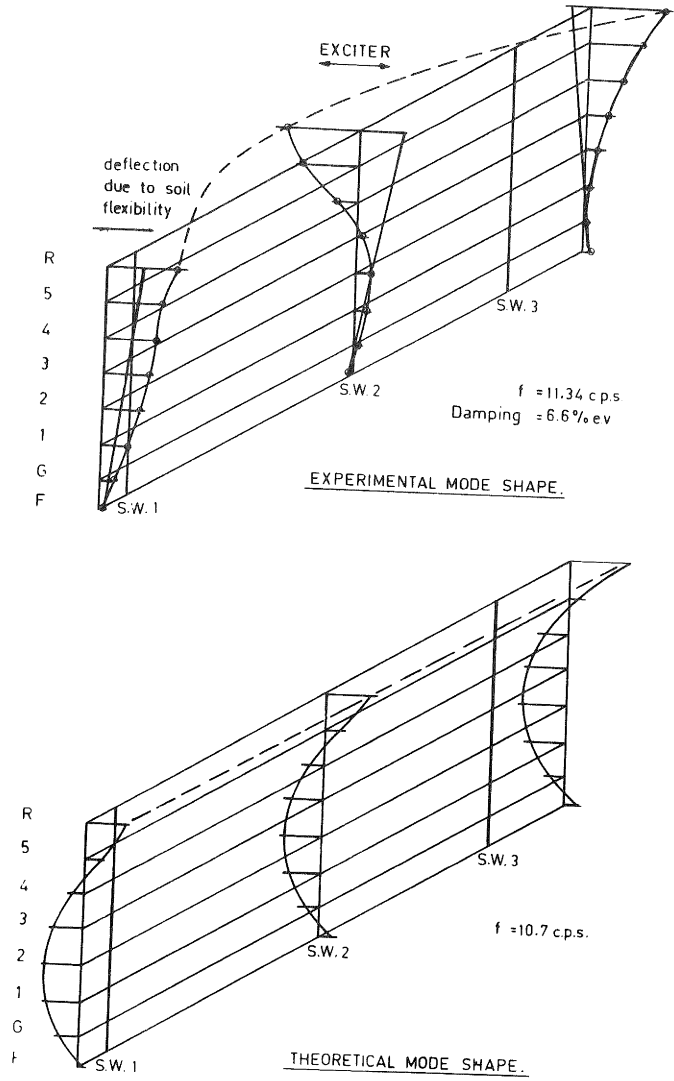 EXCITER
deflection
due to soil
flexibility
R
5
4
3
2
1
G
F
S.W. 3
S.W. 2
S.W. 1
f = 11.34 c.p.s
Damping = 6.6% e.v
EXPERIMENTAL MODE SHAPE.
R
5
4
3
2
1
G
S.W. 3
S.W. 2
S.W. 1
f = 10.7 c.p.s.
THEORETICAL MODE SHAPE.